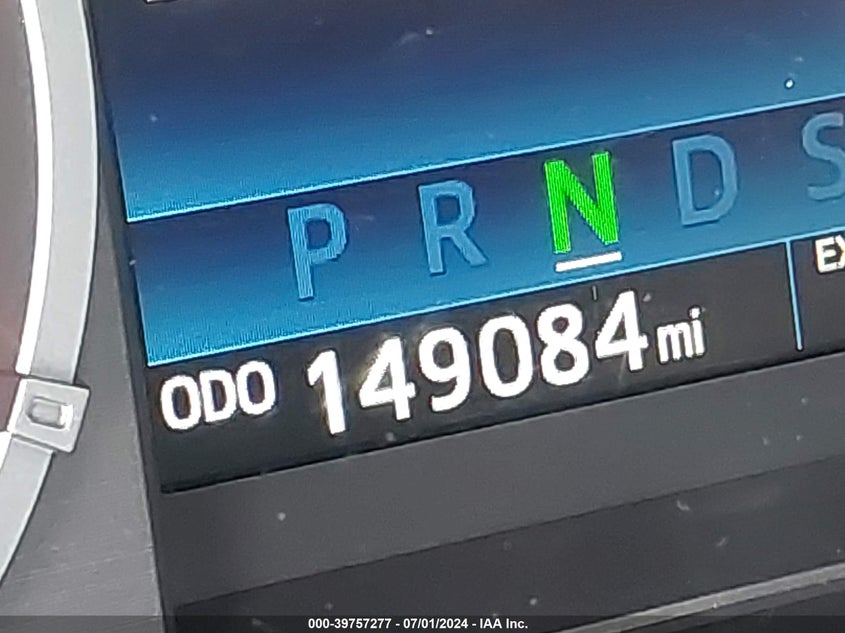 P R N D S
EX
ODO 149084 mi
000-39757277 - 07/01/2024 - IAA Inc.